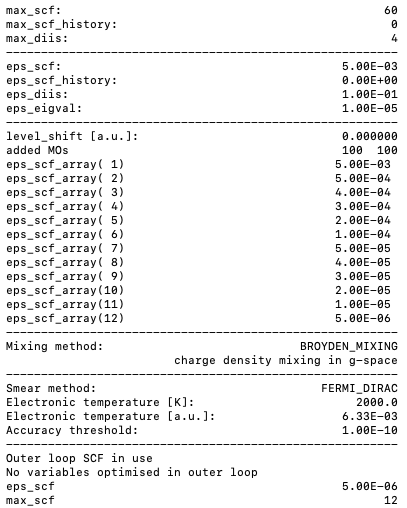 max_scf: 60
max_scf_history: 0
max_diis: 4
eps_scf: 5.00E-03
eps_scf_history: 0.00E+00
eps_diis: 1.00E-01
eps_eigval: 1.00E-05
level_shift [a.u.]: 0.000000
added MOs 100 100
eps_scf_array( 1) 5.00E-03
eps_scf_array( 2) 5.00E-04
eps_scf_array( 3) 4.00E-04
eps_scf_array( 4) 3.00E-04
eps_scf_array( 5) 2.00E-04
eps_scf_array( 6) 1.00E-04
eps_scf_array( 7) 5.00E-05
eps_scf_array( 8) 4.00E-05
eps_scf_array( 9) 3.00E-05
eps_scf_array(10) 2.00E-05
eps_scf_array(11) 1.00E-05
eps_scf_array(12) 5.00E-06
Mixing method: BROYDEN_MIXING
charge density mixing in g-space
Smear method: FERMI_DIRAC
Electronic temperature [K]: 2000.0
Electronic temperature [a.u.]: 6.33E-03
Accuracy threshold: 1.00E-10
Outer loop SCF in use
No variables optimised in outer loop
eps_scf 5.00E-06
max_scf 12